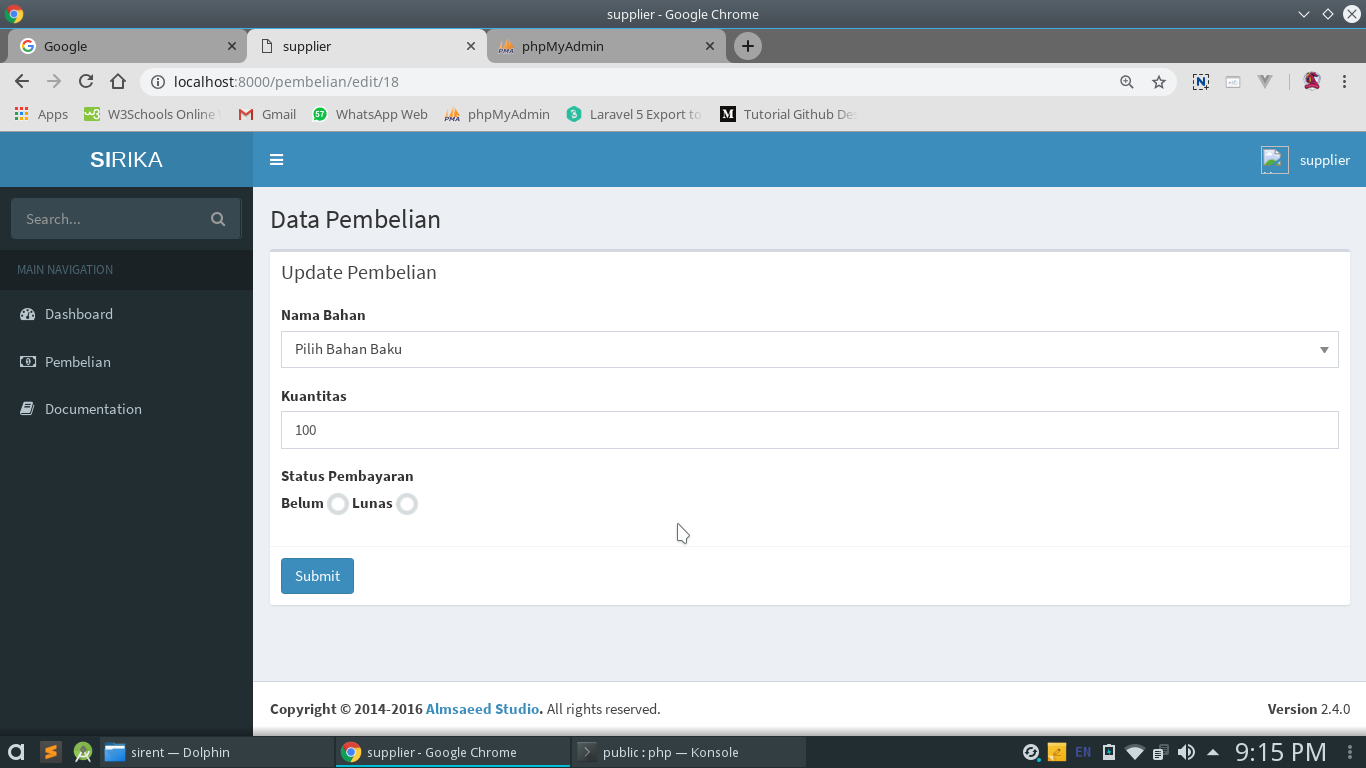 supplier - Google Chrome
Google
supplier
phpMyAdmin
localhost:8000/pembelian/edit/18
Apps
W3Schools Online
Gmail
WhatsApp Web
phpMyAdmin
Laravel 5 Export to
Tutorial Github Des
SIRIKA
supplier
Search...
Data Pembelian
MAIN NAVIGATION
Update Pembelian
Dashboard
Nama Bahan
Pilih Bahan Baku
Pembelian
Kuantitas
Documentation
100
Status Pembayaran
Belum Lunas
Submit
Copyright © 2014-2016 Almsaeed Studio. All rights reserved.
Version 2.4.0
sirent — Dolphin
supplier - Google Chrome
public : php — Konsole
EN
9:15 PM